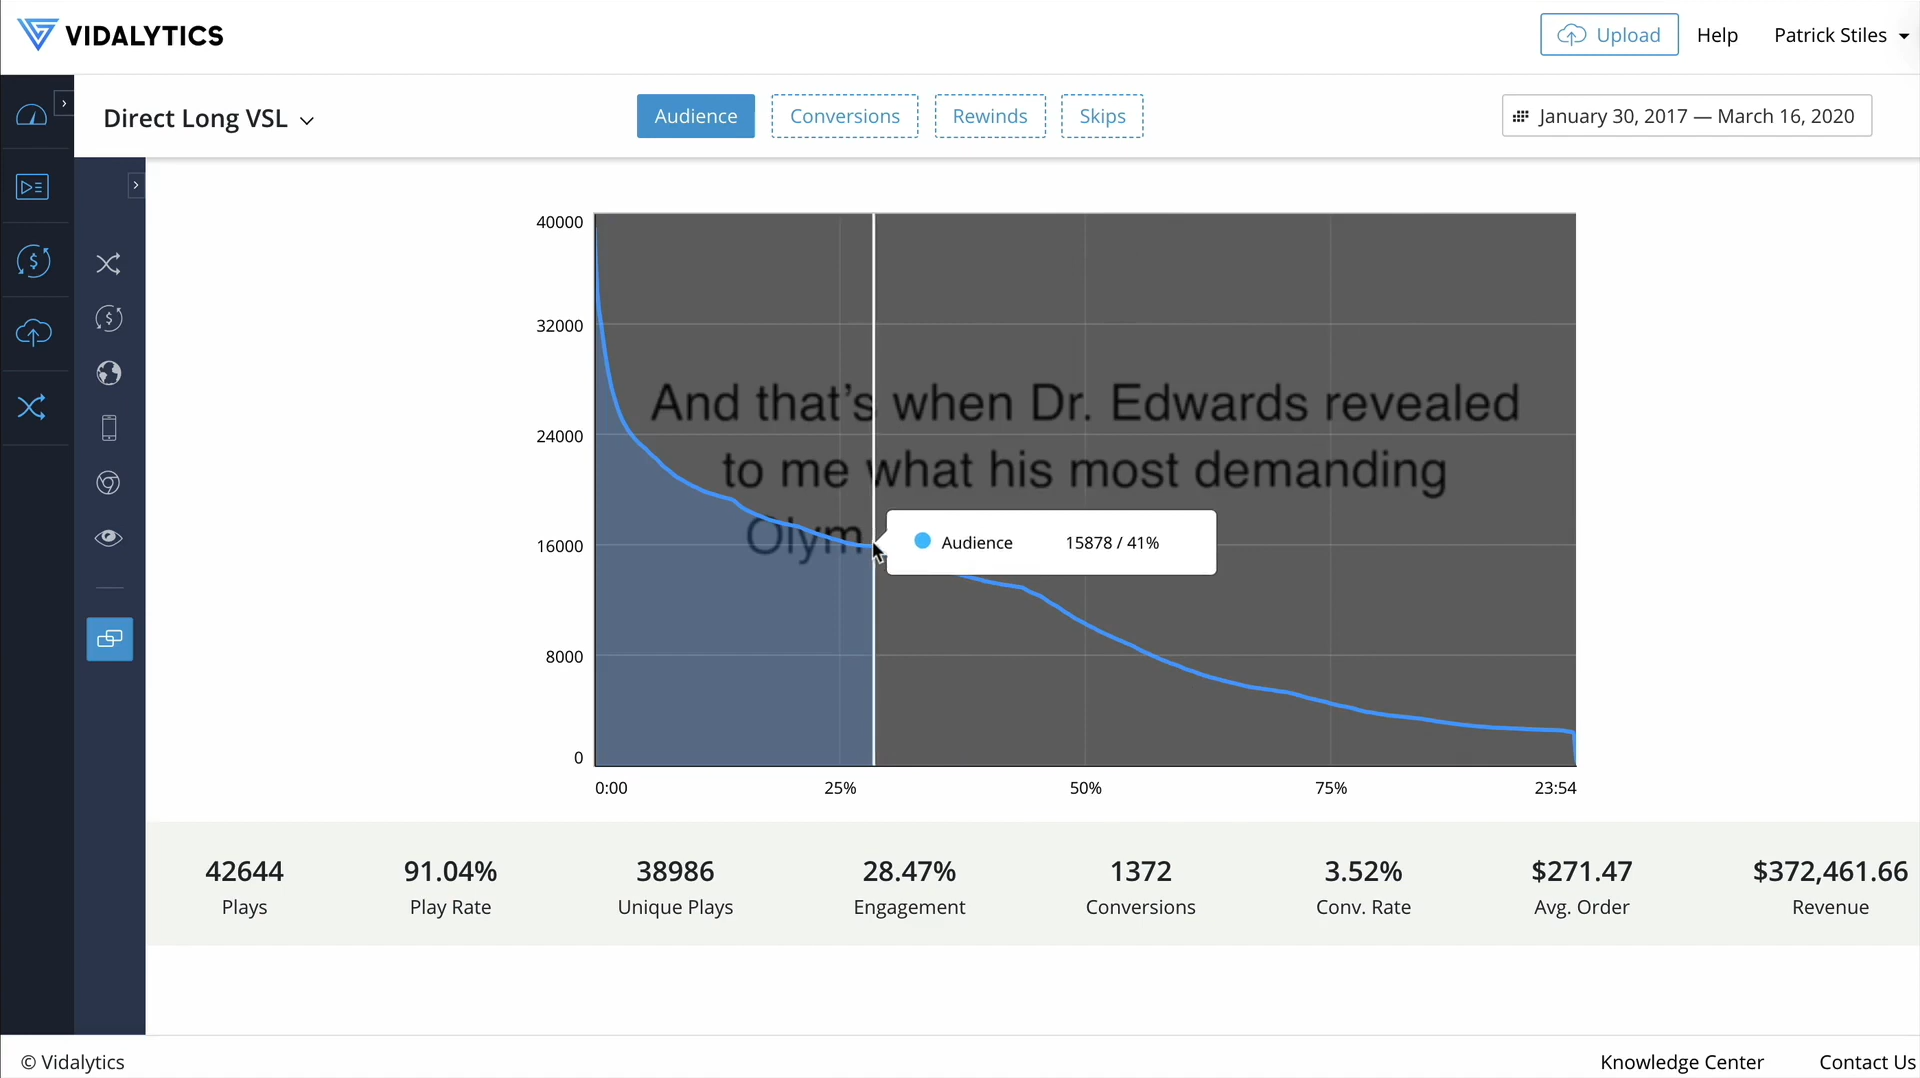 VIDALYTICS
Upload
Help
Patrick Stiles
Direct Long VSL
Audience
Conversions
Rewinds
Skips
January 30, 2017 — March 16, 2020
40000
32000
24000
16000
8000
0
And that's when Dr. Edwards revealed
to me what his most demanding
Olym
Audience 15878 / 41%
0:00 25% 50% 75% 23:54
42644 91.04% 38986 28.47% 1372 3.52% $271.47 $372,461.66
Plays Play Rate Unique Plays Engagement Conversions Conv. Rate Avg. Order Revenue
© Vidalytics
Knowledge Center
Contact Us